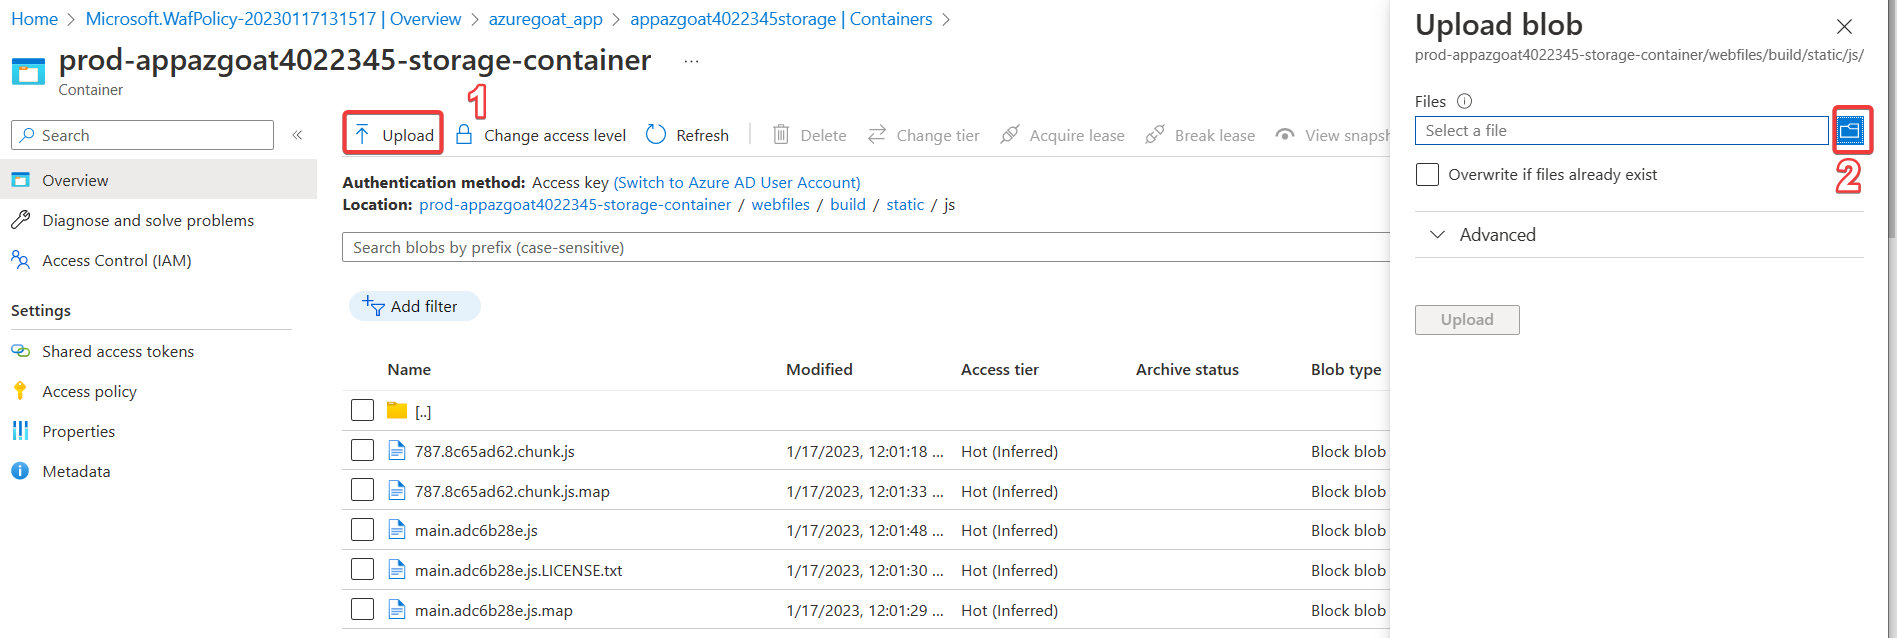 Home > Microsoft.WafPolicy-20230117131517 | Overview > azuregoat_app > appazgoat4022345storage | Containers >
prod-appazgoat4022345-storage-container ...
Container
Search
«
Overview
Diagnose and solve problems
Access Control (IAM)
Settings
Shared access tokens
Access policy
Properties
Metadata
1
Upload Change access level Refresh Delete Change tier Acquire lease Break lease View snapsh
Authentication method: Access key (Switch to Azure AD User Account)
Location: prod-appazgoat4022345-storage-container / webfiles / build / static / js
Search blobs by prefix (case-sensitive)
Add filter
Name Modified Access tier Archive status Blob type
[..]
787.8c65ad62.chunk.js 1/17/2023, 12:01:18 ... Hot (Inferred) Block blob
787.8c65ad62.chunk.js.map 1/17/2023, 12:01:33 ... Hot (Inferred) Block blob
main.adc6b28e.js 1/17/2023, 12:01:48 ... Hot (Inferred) Block blob
main.adc6b28e.js.LICENSE.txt 1/17/2023, 12:01:30 ... Hot (Inferred) Block blob
main.adc6b28e.js.map 1/17/2023, 12:01:29 ... Hot (Inferred) Block blob
Upload blob
prod-appazgoat4022345-storage-container/webfiles/build/static/js/
Files
Select a file
2
Overwrite if files already exist
Advanced
Upload